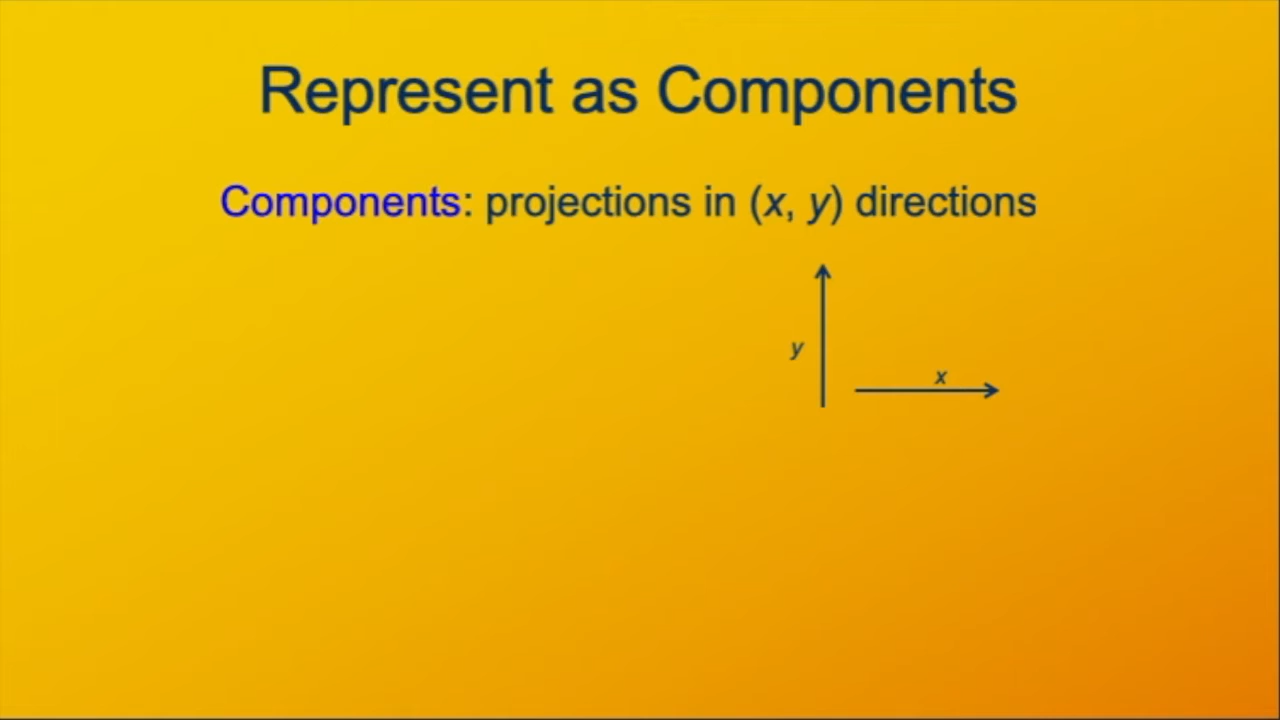 Represent as Components
Components: projections in (x, y) directions
y
x